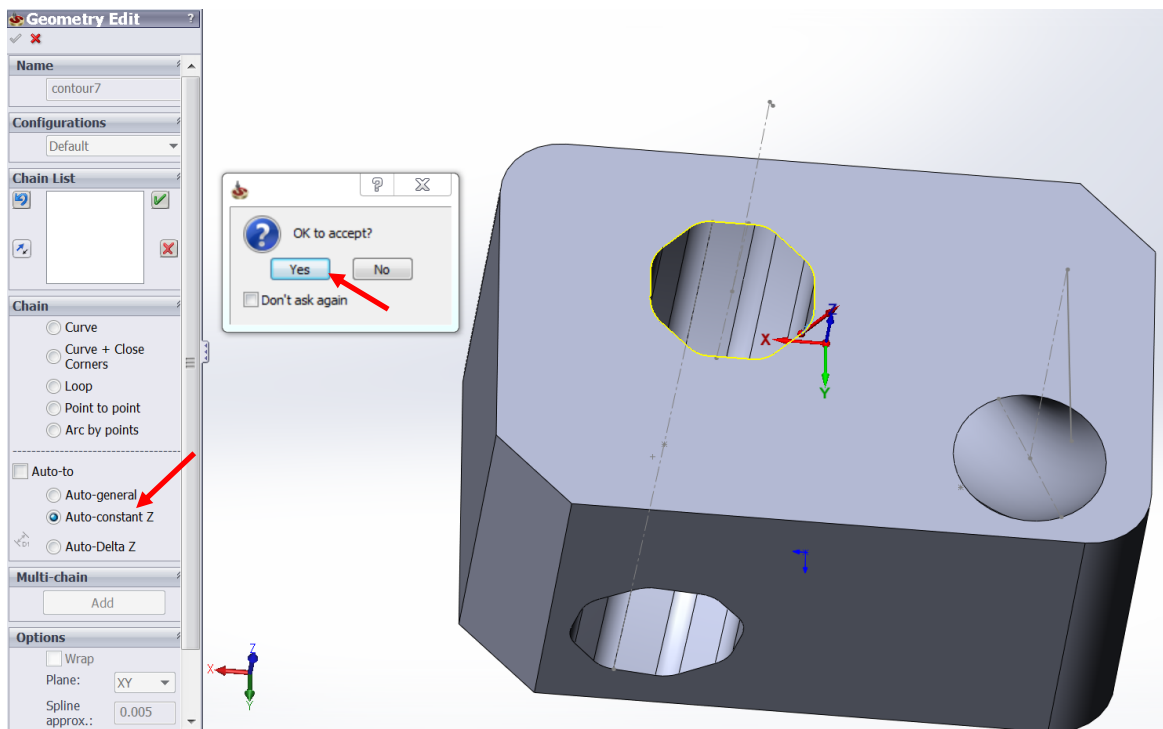 Geometry Edit ?
Name
contour7
Configurations
Default
Chain List
Chain
Curve
Curve + Close
Corners
Loop
Point to point
Arc by points
Auto-to
Auto-general
Auto-constant Z
Auto-Delta Z
Multi-chain
Add
Options
Wrap
Plane: XY
Spline
approx.: 0.005
?
OK to accept?
Yes No
Don't ask again
Z
X
Y
Z
X
Y